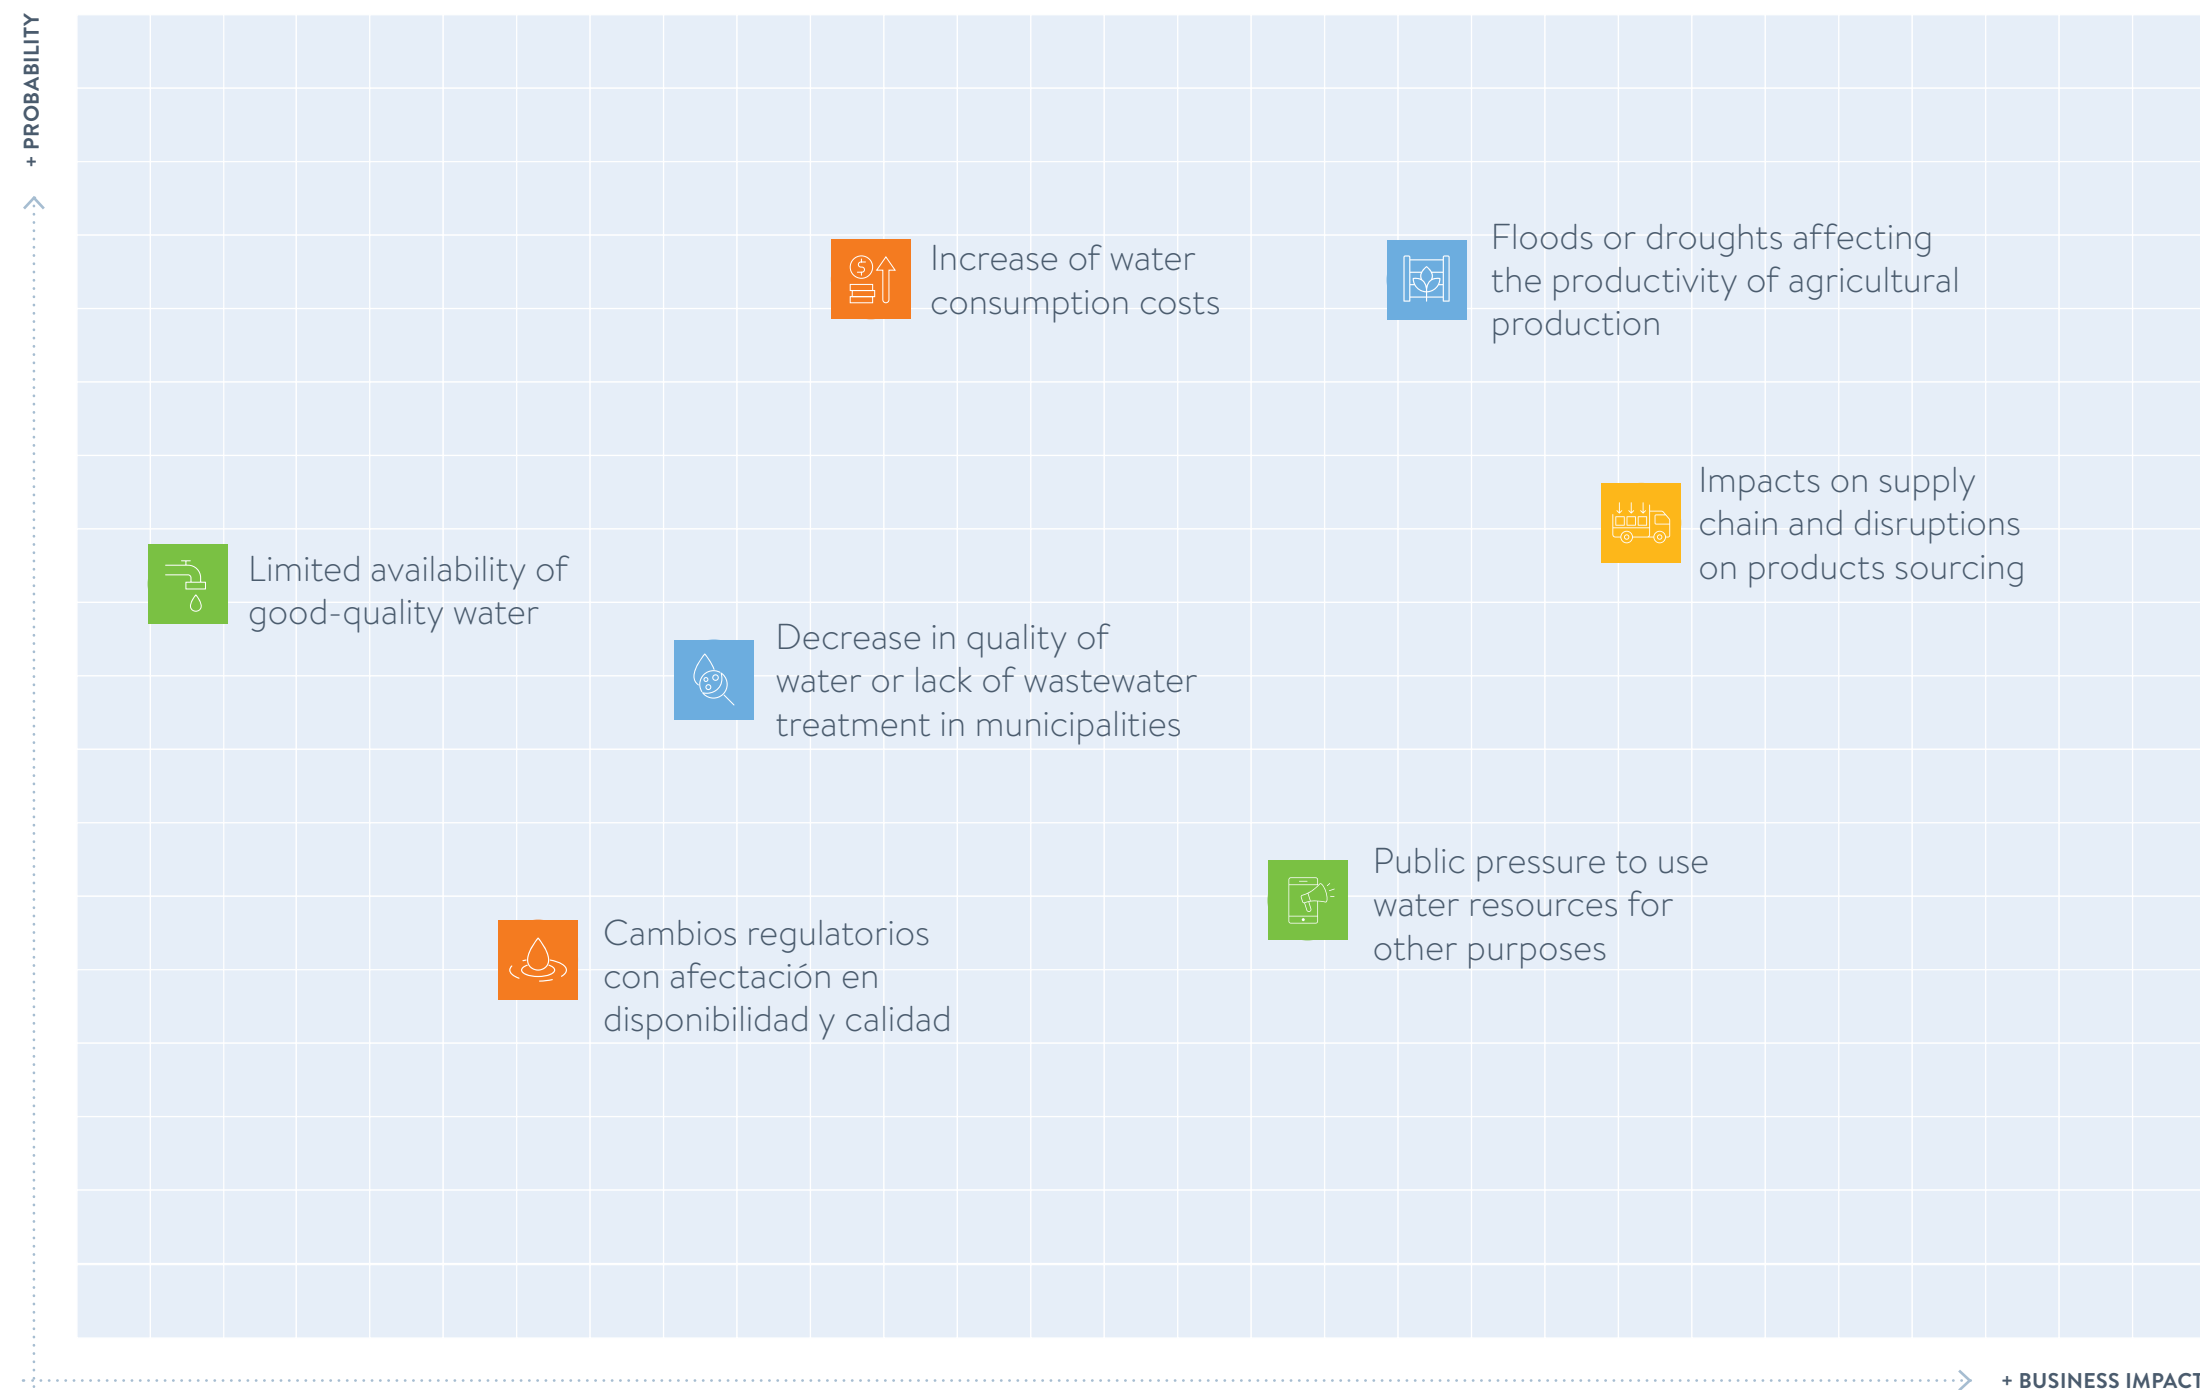 + PROBABILITY
Increase of water
consumption costs
Floods or droughts affecting
the productivity of agricultural
production
Impacts on supply
chain and disruptions
on products sourcing
Limited availability of
good-quality water
Decrease in quality of
water or lack of wastewater
treatment in municipalities
Public pressure to use
water resources for
other purposes
Cambios regulatorios
con afectación en
disponibilidad y calidad
+ BUSINESS IMPACT